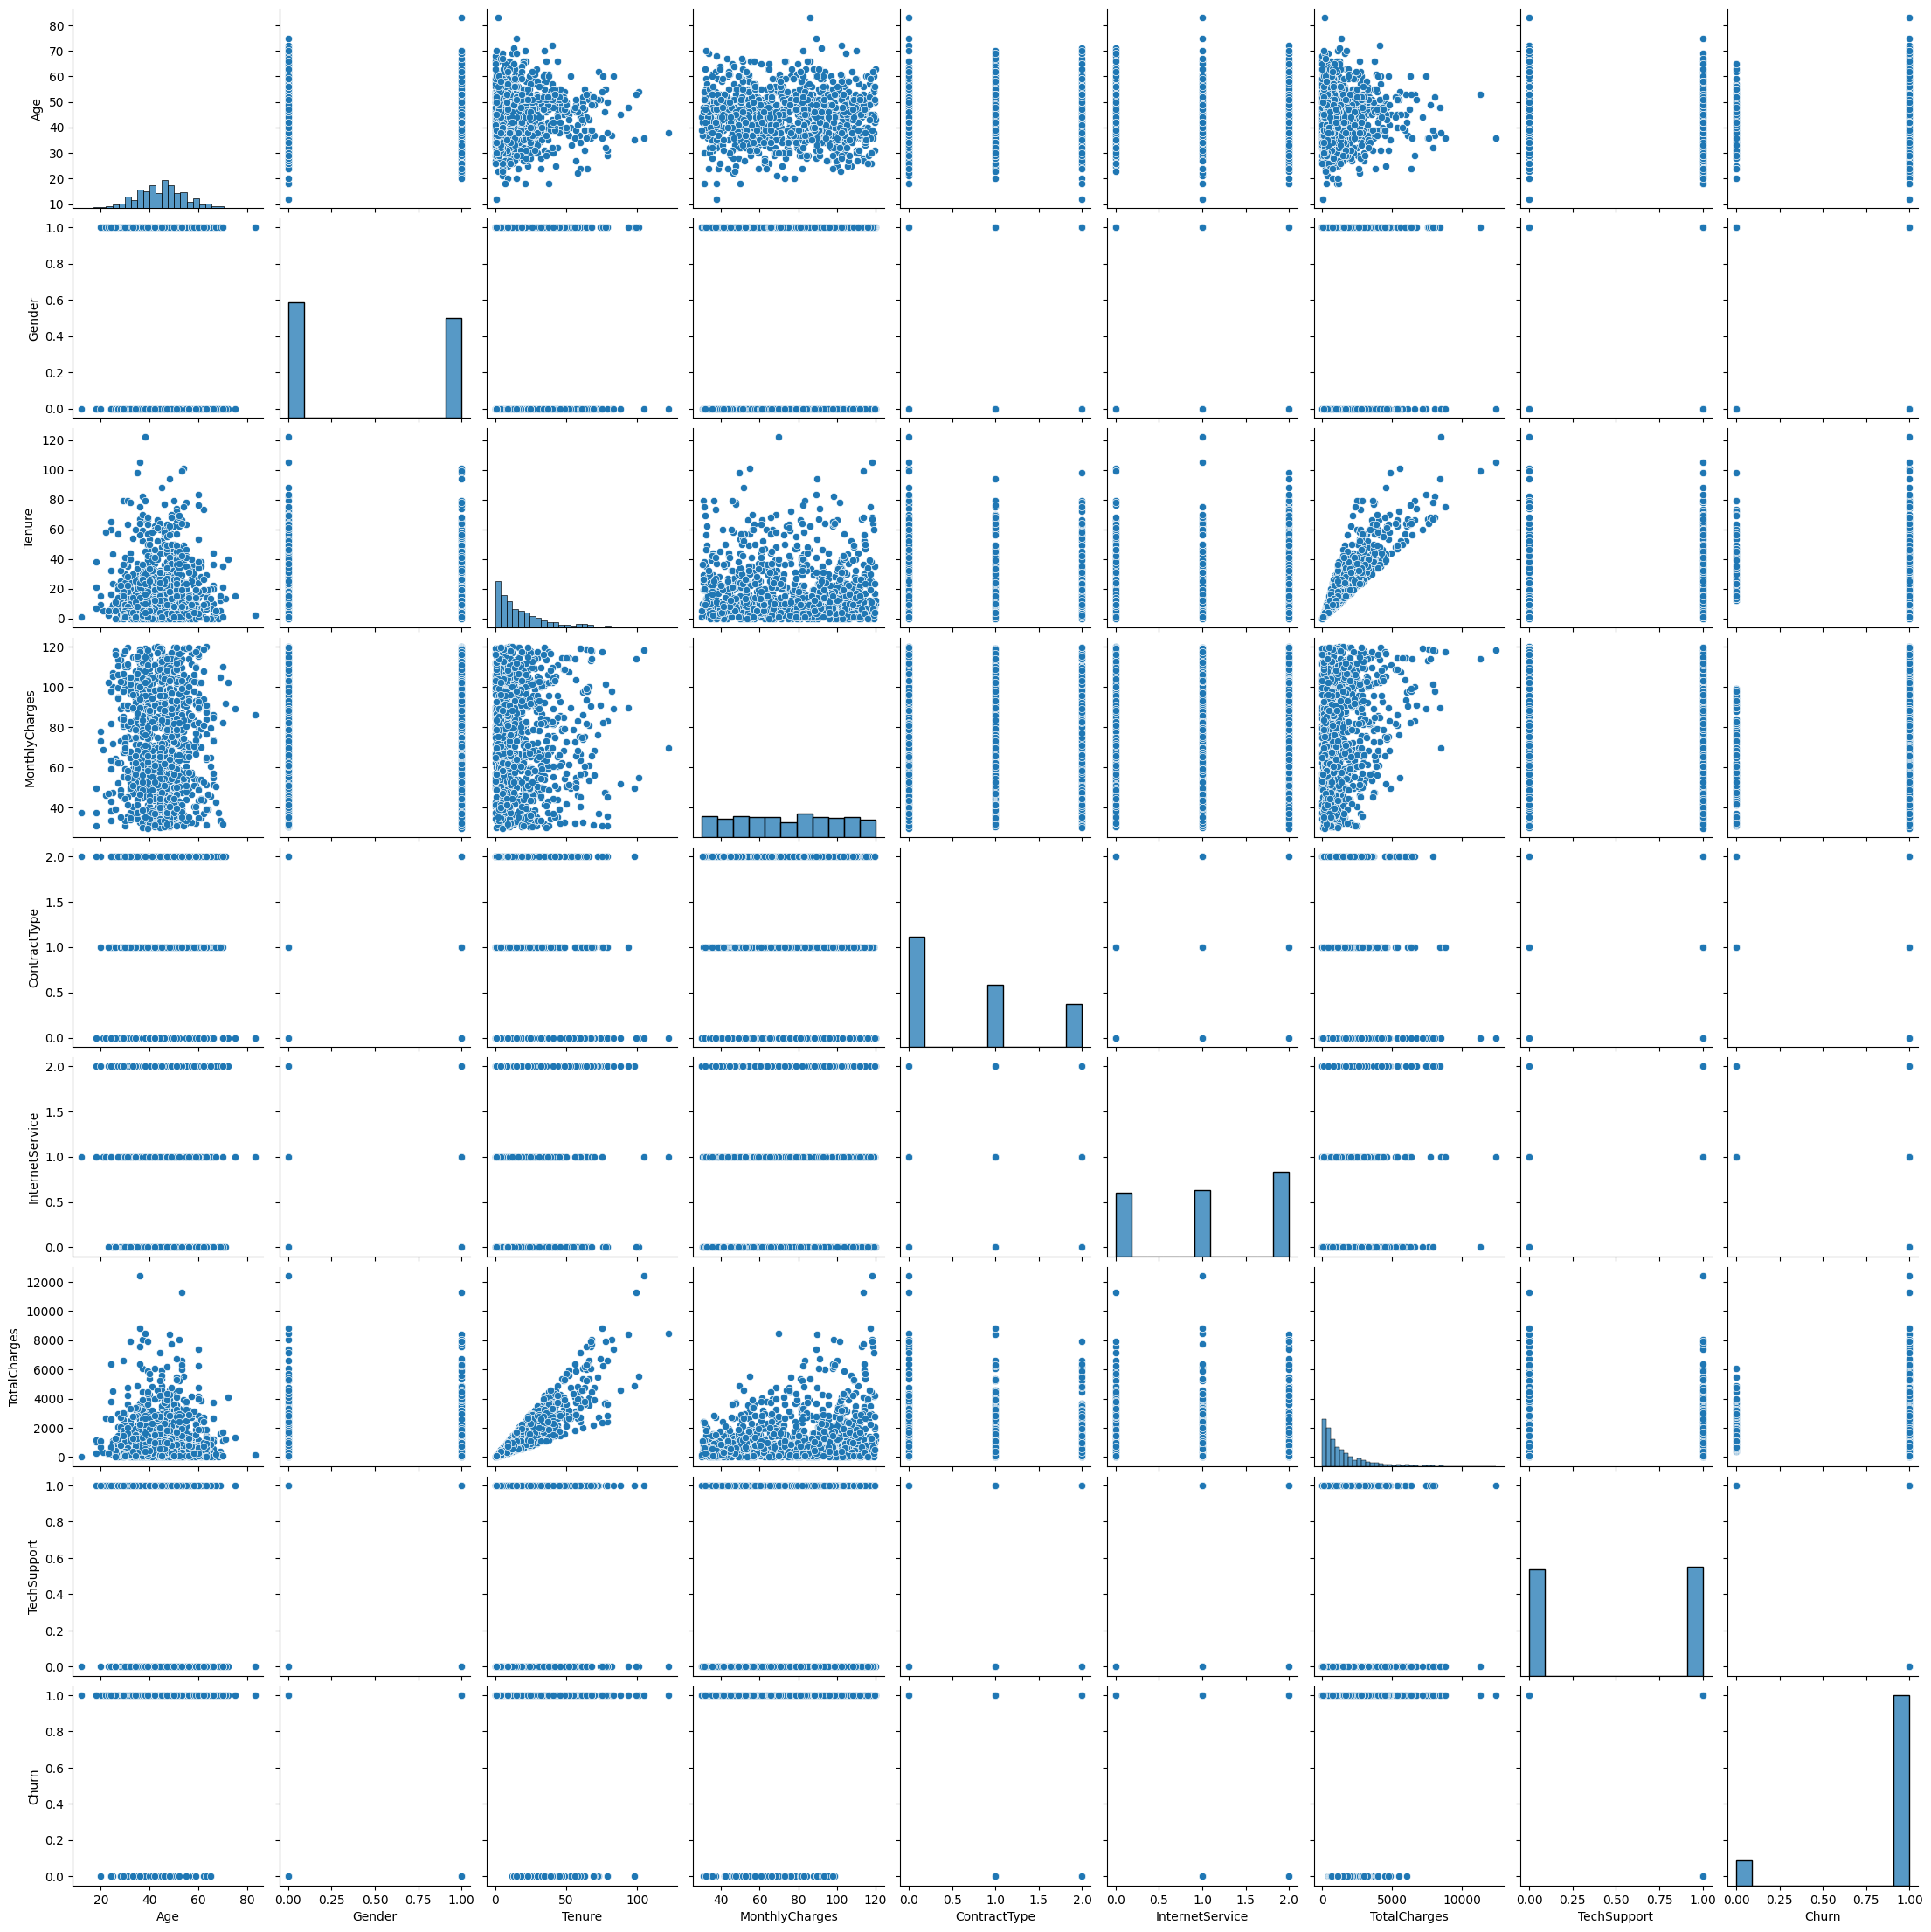 80
70
60
50
40
30
20
10
Age
1.0
0.8
0.6
0.4
0.2
0.0
Gender
120
100
80
60
40
20
0
Tenure
120
100
80
60
40
MonthlyCharges
2.0
1.5
1.0
0.5
0.0
ContractType
2.0
1.5
1.0
0.5
0.0
InternetService
12000
10000
8000
6000
4000
2000
0
TotalCharges
1.0
0.8
0.6
0.4
0.2
0.0
TechSupport
1.0
0.8
0.6
0.4
0.2
0.0
Churn
20 40 60 80
0.00 0.25 0.50 0.75 1.00
0 50 100
40 60 80 100 120
0.0 0.5 1.0 1.5 2.0
0.0 0.5 1.0 1.5 2.0
0 5000 10000
0.00 0.25 0.50 0.75 1.00
0.00 0.25 0.50 0.75 1.00
Age Gender Tenure MonthlyCharges ContractType InternetService TotalCharges TechSupport Churn